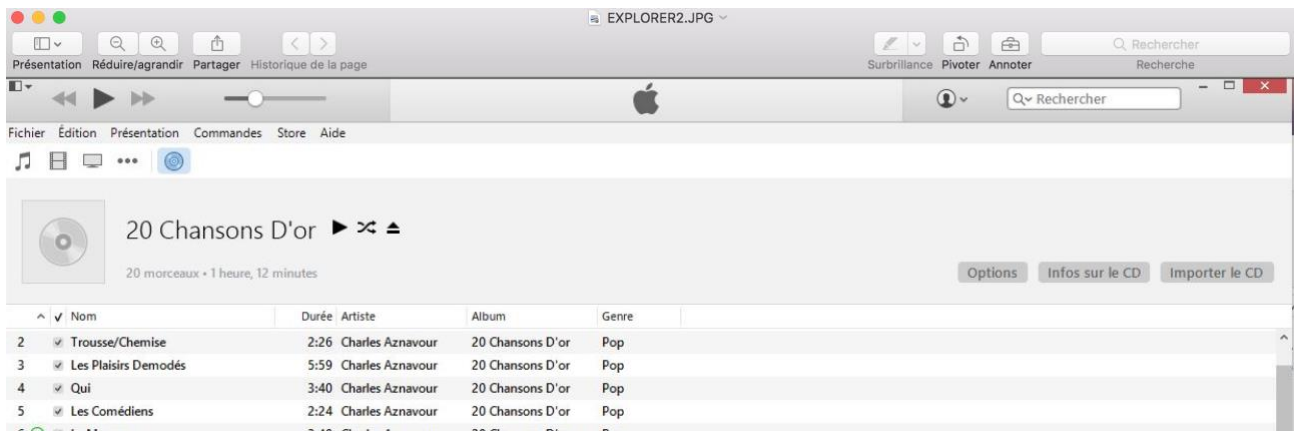 EXPLORER2.JPG
Rechercher
Présentation Réduire/agrandir Partager Historique de la page Surbrillance Pivoter Annoter Recherche
Rechercher
Fichier Édition Présentation Commandes Store Aide
20 Chansons D'or
20 morceaux • 1 heure, 12 minutes
Options Infos sur le CD Importer le CD
Nom Durée Artiste Album Genre
2 Trousse/Chemise 2:26 Charles Aznavour 20 Chansons D'or Pop
3 Les Plaisirs Demodés 5:59 Charles Aznavour 20 Chansons D'or Pop
4 Qui 3:40 Charles Aznavour 20 Chansons D'or Pop
5 Les Comédiens 2:24 Charles Aznavour 20 Chansons D'or Pop